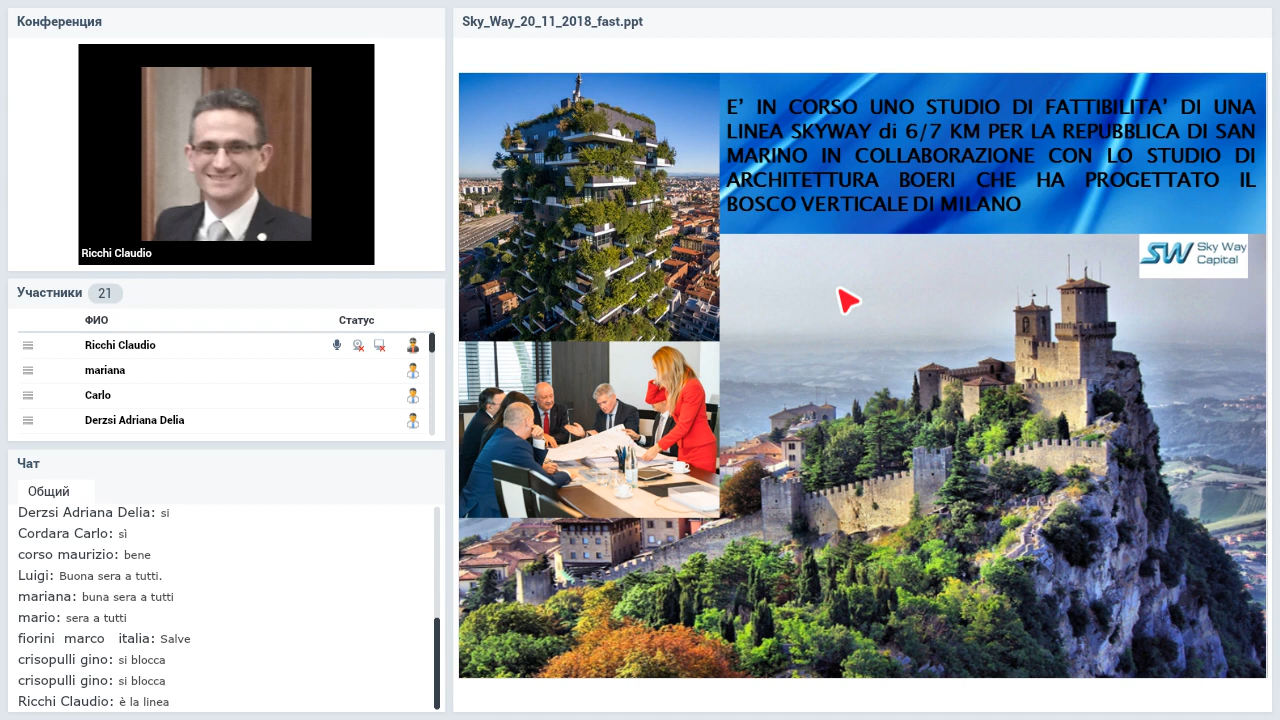 Конференция
Ricchi Claudio
Участники 21
ФИО Статус
Ricchi Claudio
mariana
Carlo
Derzsi Adriana Delia
Чат
Общий
Derzsi Adriana Delia: si
Cordara Carlo: sì
corso maurizio: bene
Luigi: Buona sera a tutti.
mariana: buna sera a tutti
mario: sera a tutti
fiorini marco italia: Salve
crisopulli gino: si blocca
crisopulli gino: si blocca
Ricchi Claudio: è la linea
Sky_Way_20_11_2018_fast.ppt
E’ IN CORSO UNO STUDIO DI FATTIBILITA’ DI UNA
LINEA SKYWAY di 6/7 KM PER LA REPUBBLICA DI SAN
MARINO IN COLLABORAZIONE CON LO STUDIO DI
ARCHITETTURA BOERI CHE HA PROGETTATO IL
BOSCO VERTICALE DI MILANO
SW Sky Way
Capital